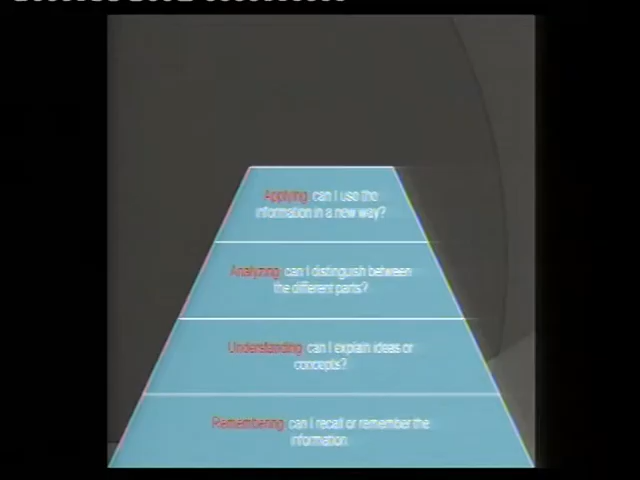 Applying: can I use the
information in a new way?
Analyzing: can I distinguish between
the different parts?
Understanding: can I explain ideas or
concepts?
Remembering: can I recall or remember the
information